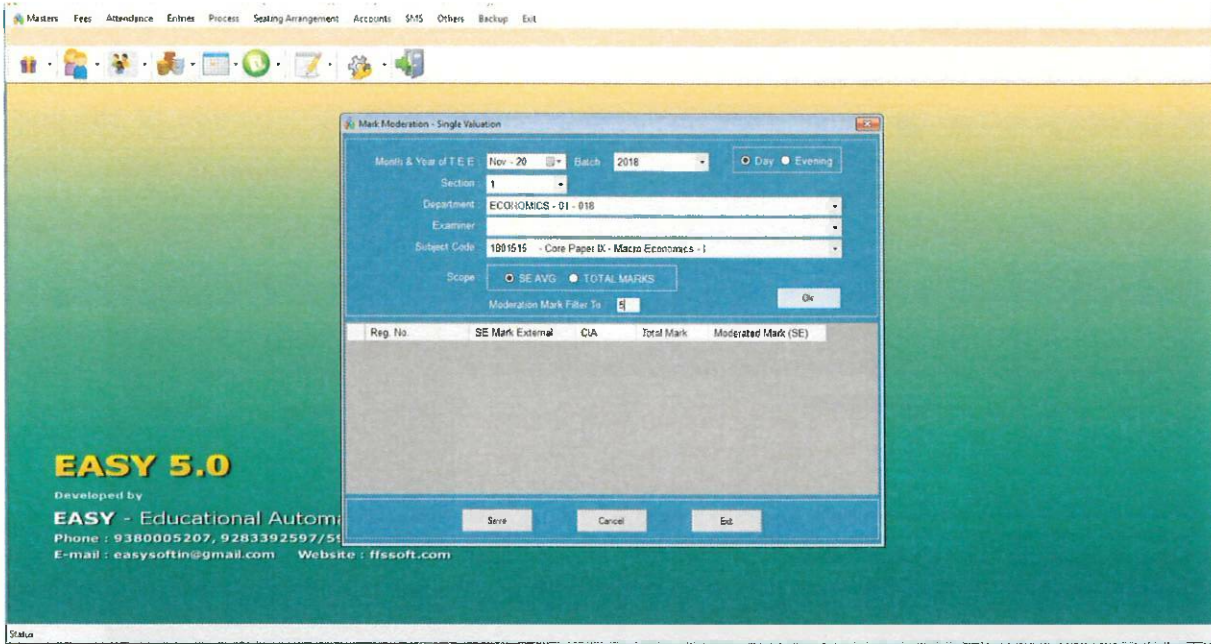 Masters Fees Attendance Entries Process Seating Arrangement Accounts SMS Others Backup Exit
Mark Moderation - Single Valuation
Month & Year of T E E : Nov - 20 Batch 2018 Day Evening
Section : 1
Department : ECONOMICS - 01 - 018
Examiner
Subject Code : 1801515 - Core Paper IX - Macro Economics - I
Scope : SE AVG TOTAL MARKS
Moderation Mark Filter To : 5 Ok
Reg. No. SE Mark External CIA Total Mark Moderated Mark (SE)
EASY 5.0
Developed by
EASY - Educational Autom
Save Cancel Exit
Phone : 9380005207, 9283392597/59
E-mail : easysoftin@gmail.com Website : ffssoft.com
Status